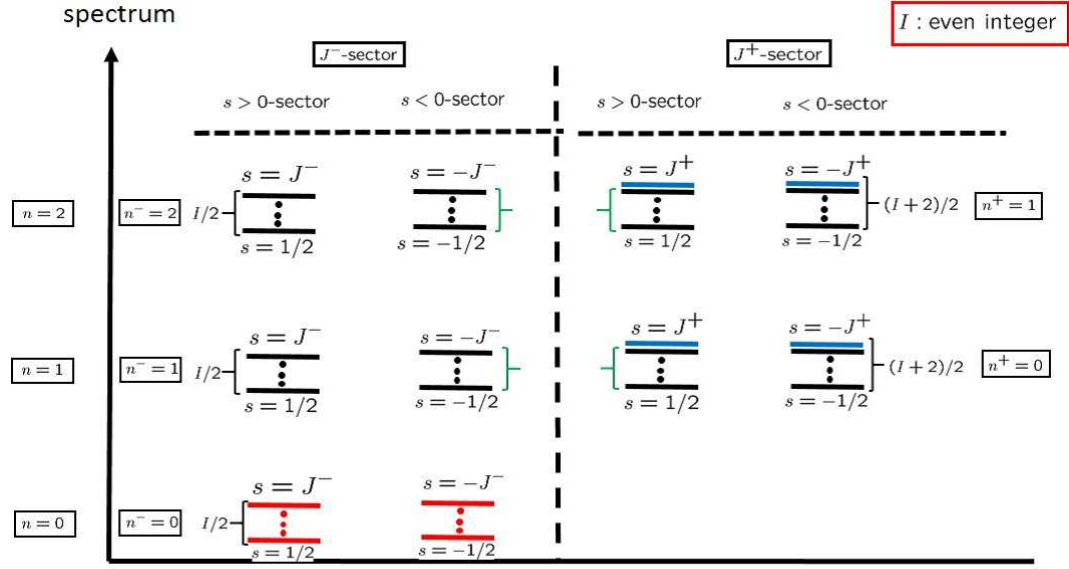 spectrum
I : even integer
J⁻-sector
J⁺-sector
s > 0-sector
s < 0-sector
s > 0-sector
s < 0-sector
s = J⁻
s = −J⁻
s = J⁺
s = −J⁺
n = 2
n⁻ = 2
I/2
(I + 2)/2
n⁺ = 1
s = 1/2
s = −1/2
s = 1/2
s = −1/2
s = J⁻
s = −J⁻
s = J⁺
s = −J⁺
n = 1
n⁻ = 1
I/2
(I + 2)/2
n⁺ = 0
s = 1/2
s = −1/2
s = 1/2
s = −1/2
s = J⁻
s = −J⁻
n = 0
n⁻ = 0
I/2
s = 1/2
s = −1/2